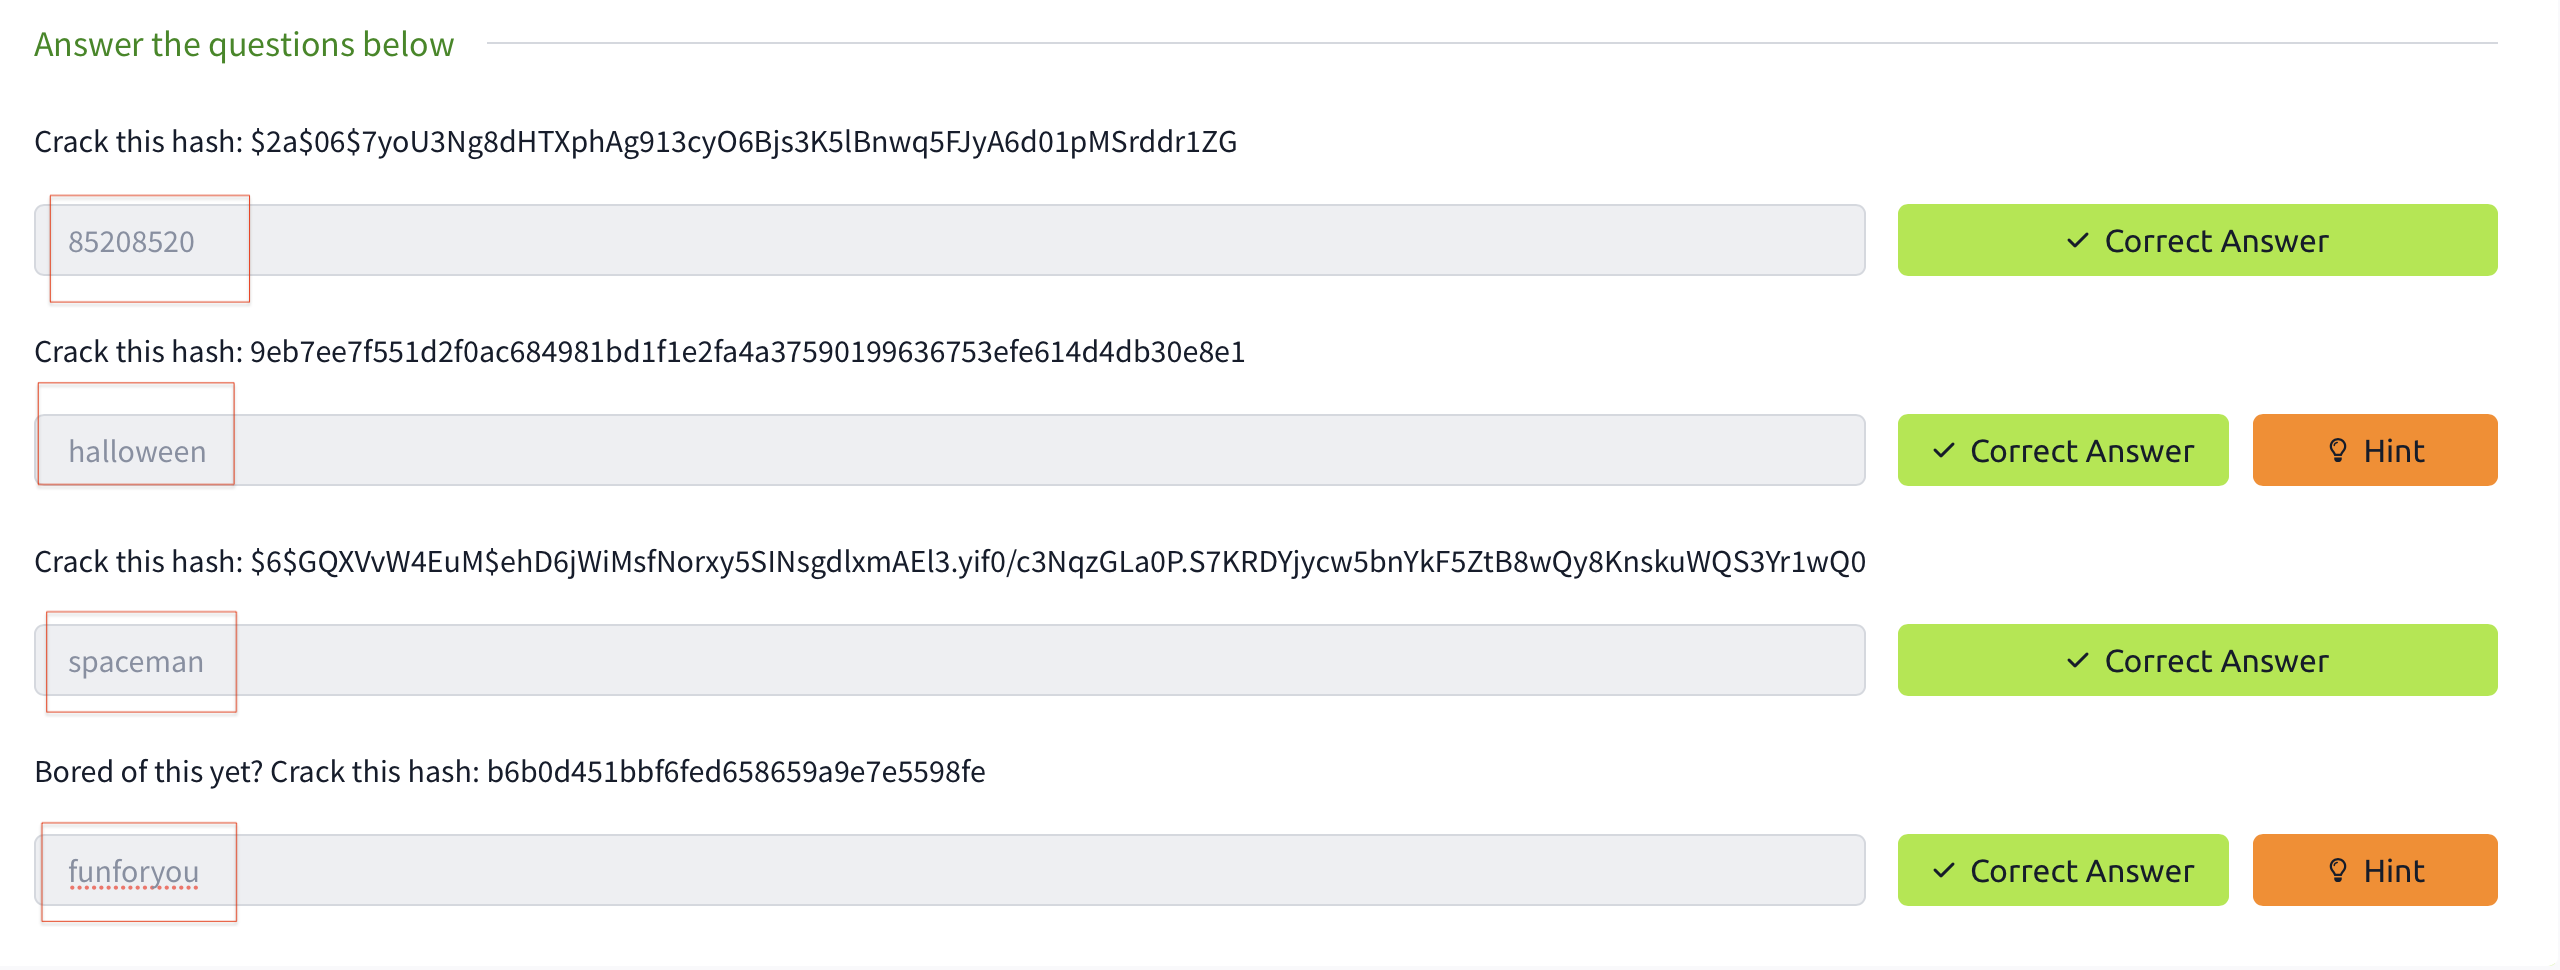 Answer the questions below
Crack this hash: $2a$06$7yoU3Ng8dHTXphAg913cyO6Bjs3K5lBnwq5FJyA6d01pMSrddr1ZG
85208520
Correct Answer
Crack this hash: 9eb7ee7f551d2f0ac684981bd1f1e2fa4a37590199636753efe614d4db30e8e1
halloween
Correct Answer
Hint
Crack this hash: $6$GQXVvW4EuM$ehD6jWiMsfNorxy5SINsgdlxmAEl3.yif0/c3NqzGLa0P.S7KRDYjycw5bnYkF5ZtB8wQy8KnskuWQS3Yr1wQ0
spaceman
Correct Answer
Bored of this yet? Crack this hash: b6b0d451bbf6fed658659a9e7e5598fe
funforyou
Correct Answer
Hint